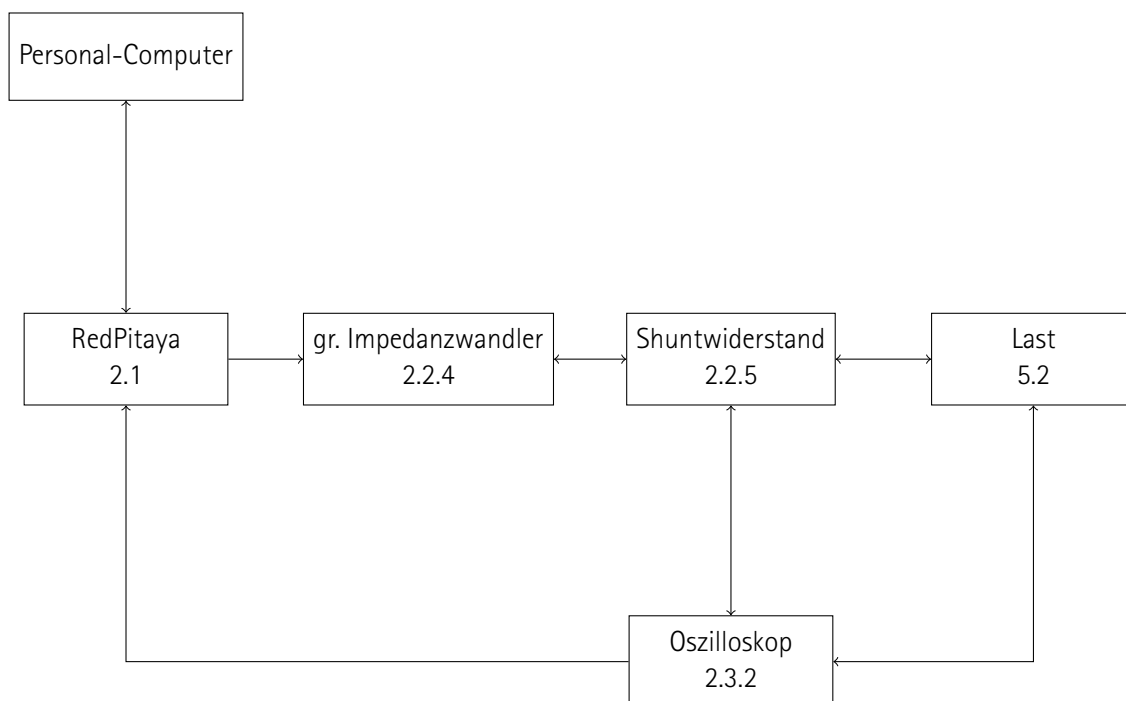 Personal-Computer
RedPitaya
2.1
gr. Impedanzwandler
2.2.4
Shuntwiderstand
2.2.5
Last
5.2
Oszilloskop
2.3.2